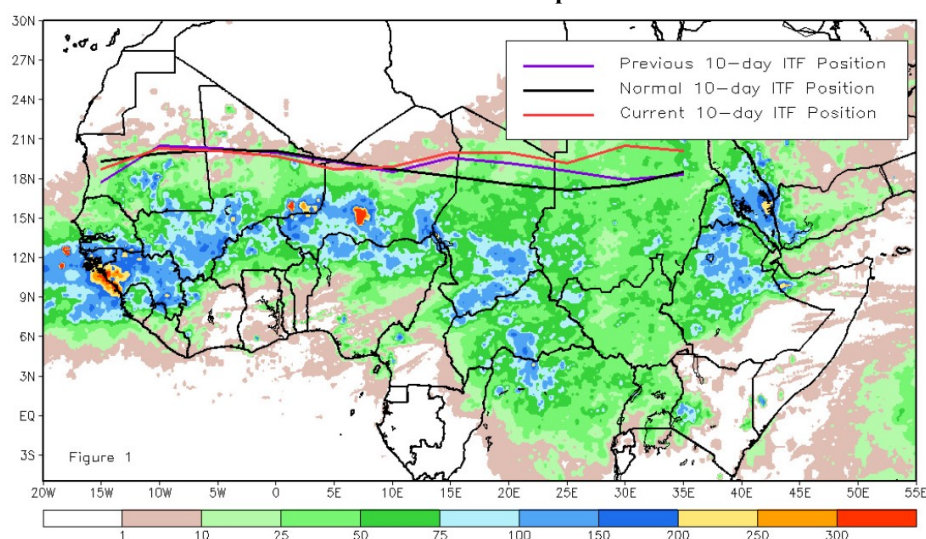 30N
27N
24N
21N
18N
15N
12N
9N
6N
3N
EQ
3S
Previous 10-day ITF Position
Normal 10-day ITF Position
Current 10-day ITF Position
Figure 1
20W 15W 10W 5W 0 5E 10E 15E 20E 25E 30E 35E 40E 45E 50E 55E
1 10 25 50 75 100 150 200 250 300